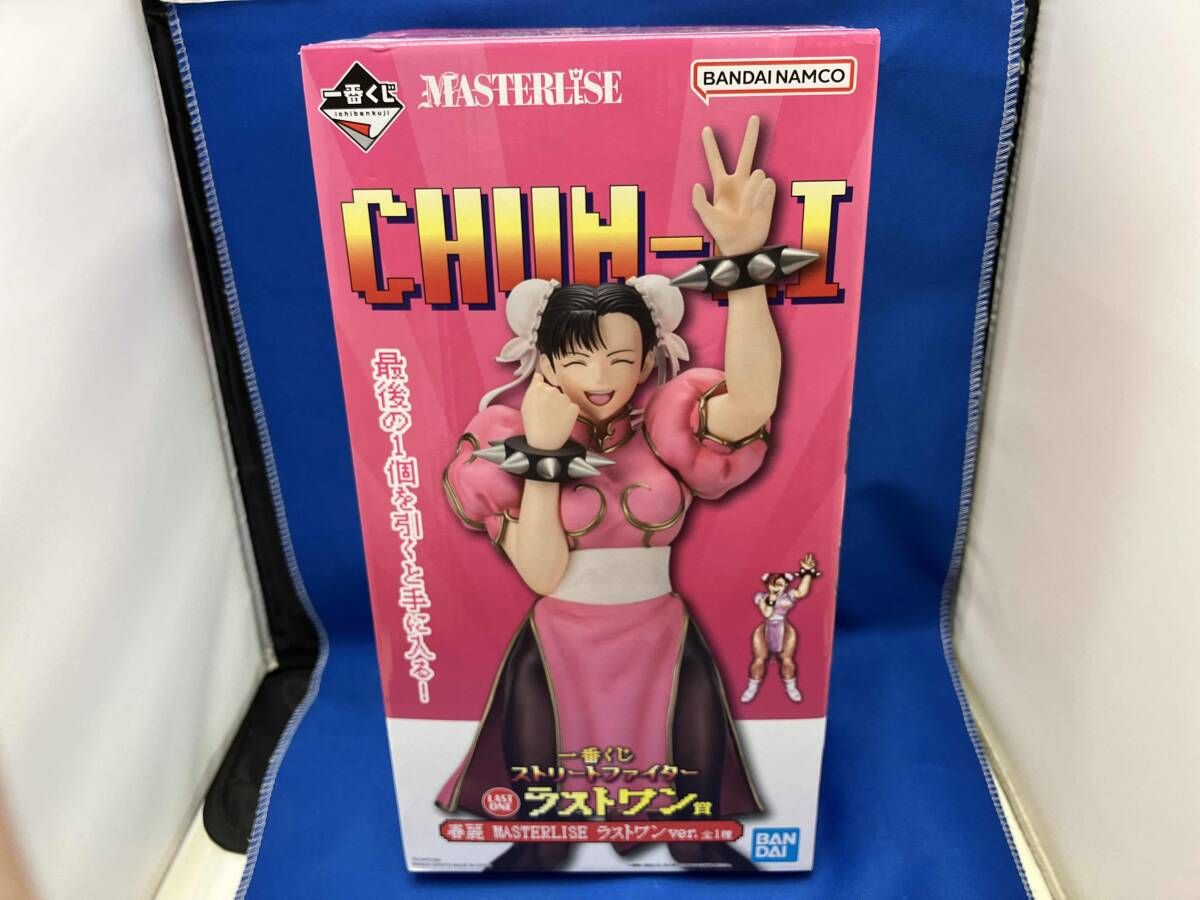 一番くじ
ichibankuji
MASTERLISE
BANDAI NAMCO
CHUN-LI
最後の1個を引くと手に入る!
一番くじ
ストリートファイター
LAST ONE
ラストワン賞
春麗 MASTERLISE ラストワンver. 全1種
BAN
DAI